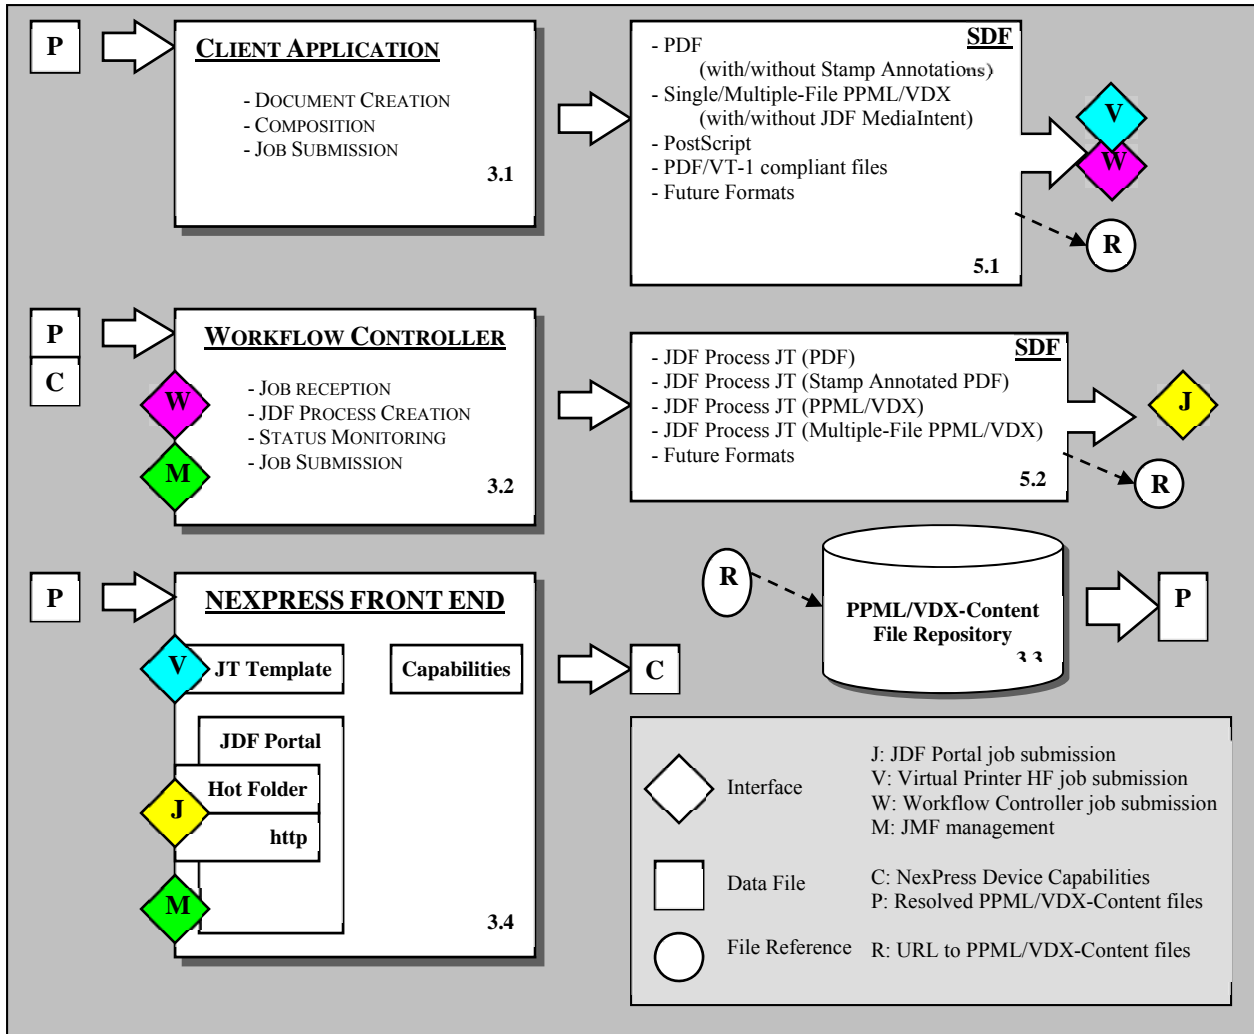 P
CLIENT APPLICATION
- DOCUMENT CREATION
- COMPOSITION
- JOB SUBMISSION
3.1
SDF
- PDF
(with/without Stamp Annotations)
- Single/Multiple-File PPML/VDX
(with/without JDF MediaIntent)
- PostScript
- PDF/VT-1 compliant files
- Future Formats
5.1
V
W
R
P
C
WORKFLOW CONTROLLER
- JOB RECEPTION
- JDF PROCESS CREATION
- STATUS MONITORING
- JOB SUBMISSION
3.2
W
M
SDF
- JDF Process JT (PDF)
- JDF Process JT (Stamp Annotated PDF)
- JDF Process JT (PPML/VDX)
- JDF Process JT (Multiple-File PPML/VDX)
- Future Formats
5.2
J
R
P
NEXPRESS FRONT END
V
JT Template
Capabilities
JDF Portal
Hot Folder
J
http
M
3.4
C
R
PPML/VDX-Content
File Repository
3.3
P
Interface
J: JDF Portal job submission
V: Virtual Printer HF job submission
W: Workflow Controller job submission
M: JMF management
Data File
C: NexPress Device Capabilities
P: Resolved PPML/VDX-Content files
File Reference
R: URL to PPML/VDX-Content files